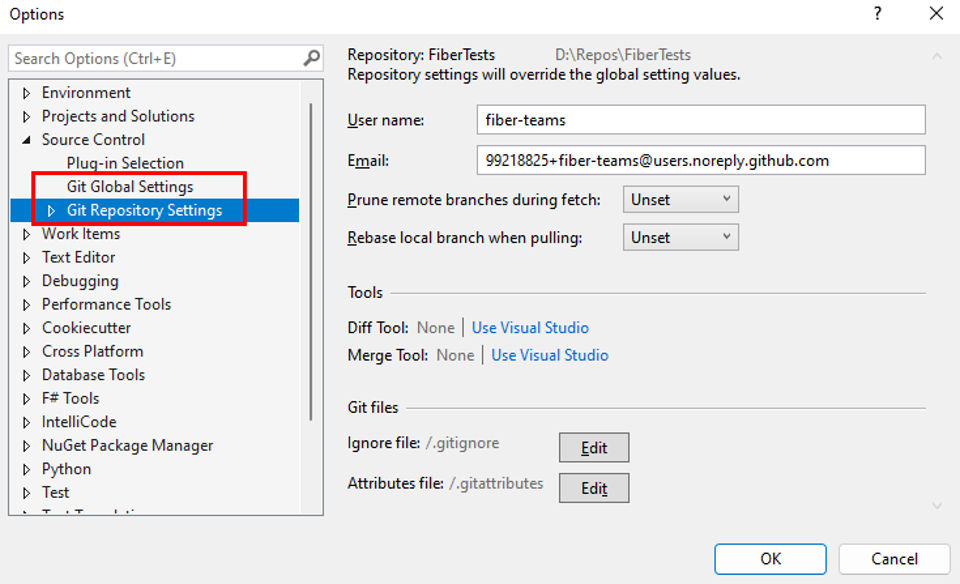 Options
?
Search Options (Ctrl+E)
Environment
Projects and Solutions
Source Control
Plug-in Selection
Git Global Settings
Git Repository Settings
Work Items
Text Editor
Debugging
Performance Tools
Cookiecutter
Cross Platform
Database Tools
F# Tools
IntelliCode
NuGet Package Manager
Python
Test
Repository: FiberTests D:\Repos\FiberTests
Repository settings will override the global setting values.
User name: fiber-teams
Email: 99218825+fiber-teams@users.noreply.github.com
Prune remote branches during fetch: Unset
Rebase local branch when pulling: Unset
Tools
Diff Tool: None | Use Visual Studio
Merge Tool: None | Use Visual Studio
Git files
Ignore file: /.gitignore Edit
Attributes file: /.gitattributes Edit
OK Cancel